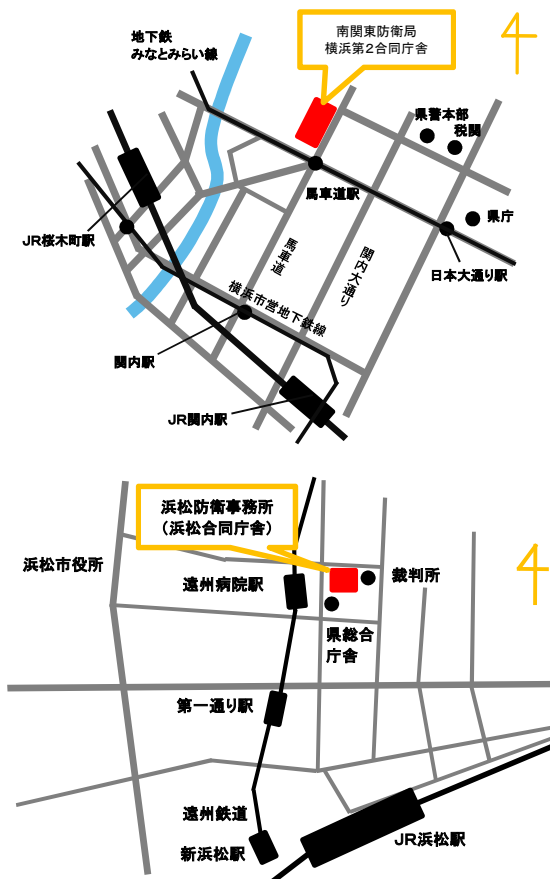 南関東防衛局
横浜第2合同庁舎
地下鉄
みなとみらい線
県警本部
税関
馬車道駅
県庁
JR桜木町駅
馬車道
関内大通り
日本大通り駅
横浜市営地下鉄線
関内駅
JR関内駅
浜松防衛事務所
（浜松合同庁舎）
浜松市役所
遠州病院駅
裁判所
県総合
庁舎
第一通り駅
遠州鉄道
新浜松駅
JR浜松駅